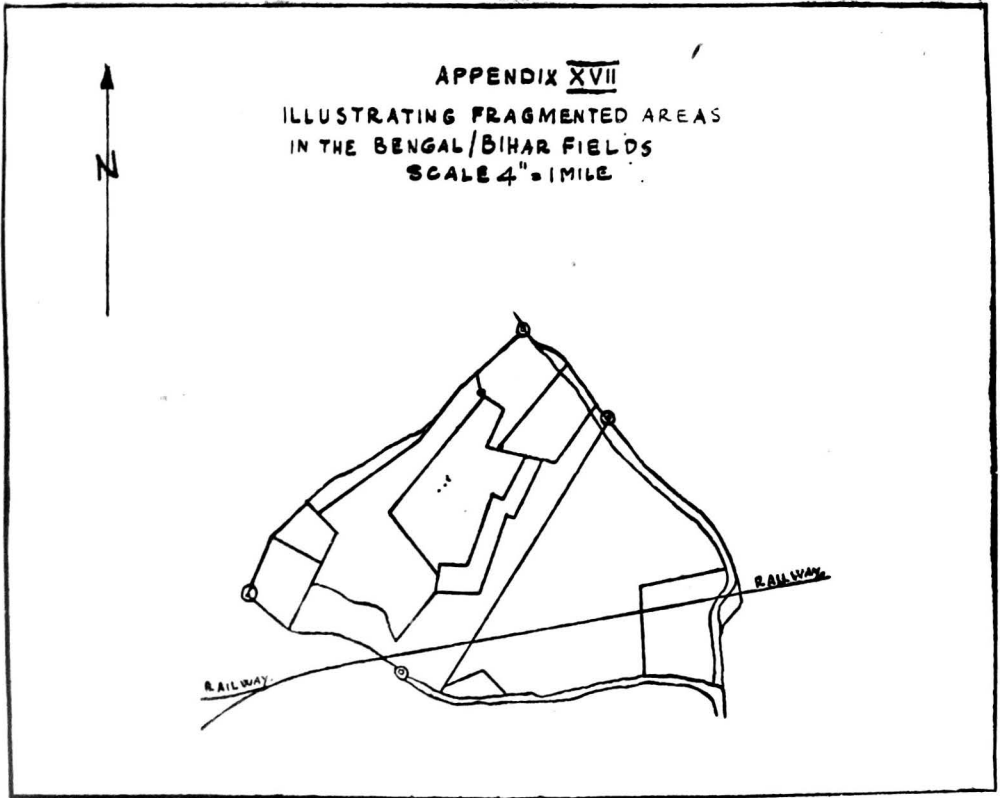 APPENDIX XVII
ILLUSTRATING FRAGMENTED AREAS
IN THE BENGAL/BIHAR FIELDS
SCALE 4" = 1 MILE
N
RAILWAY.
RAILWAY.